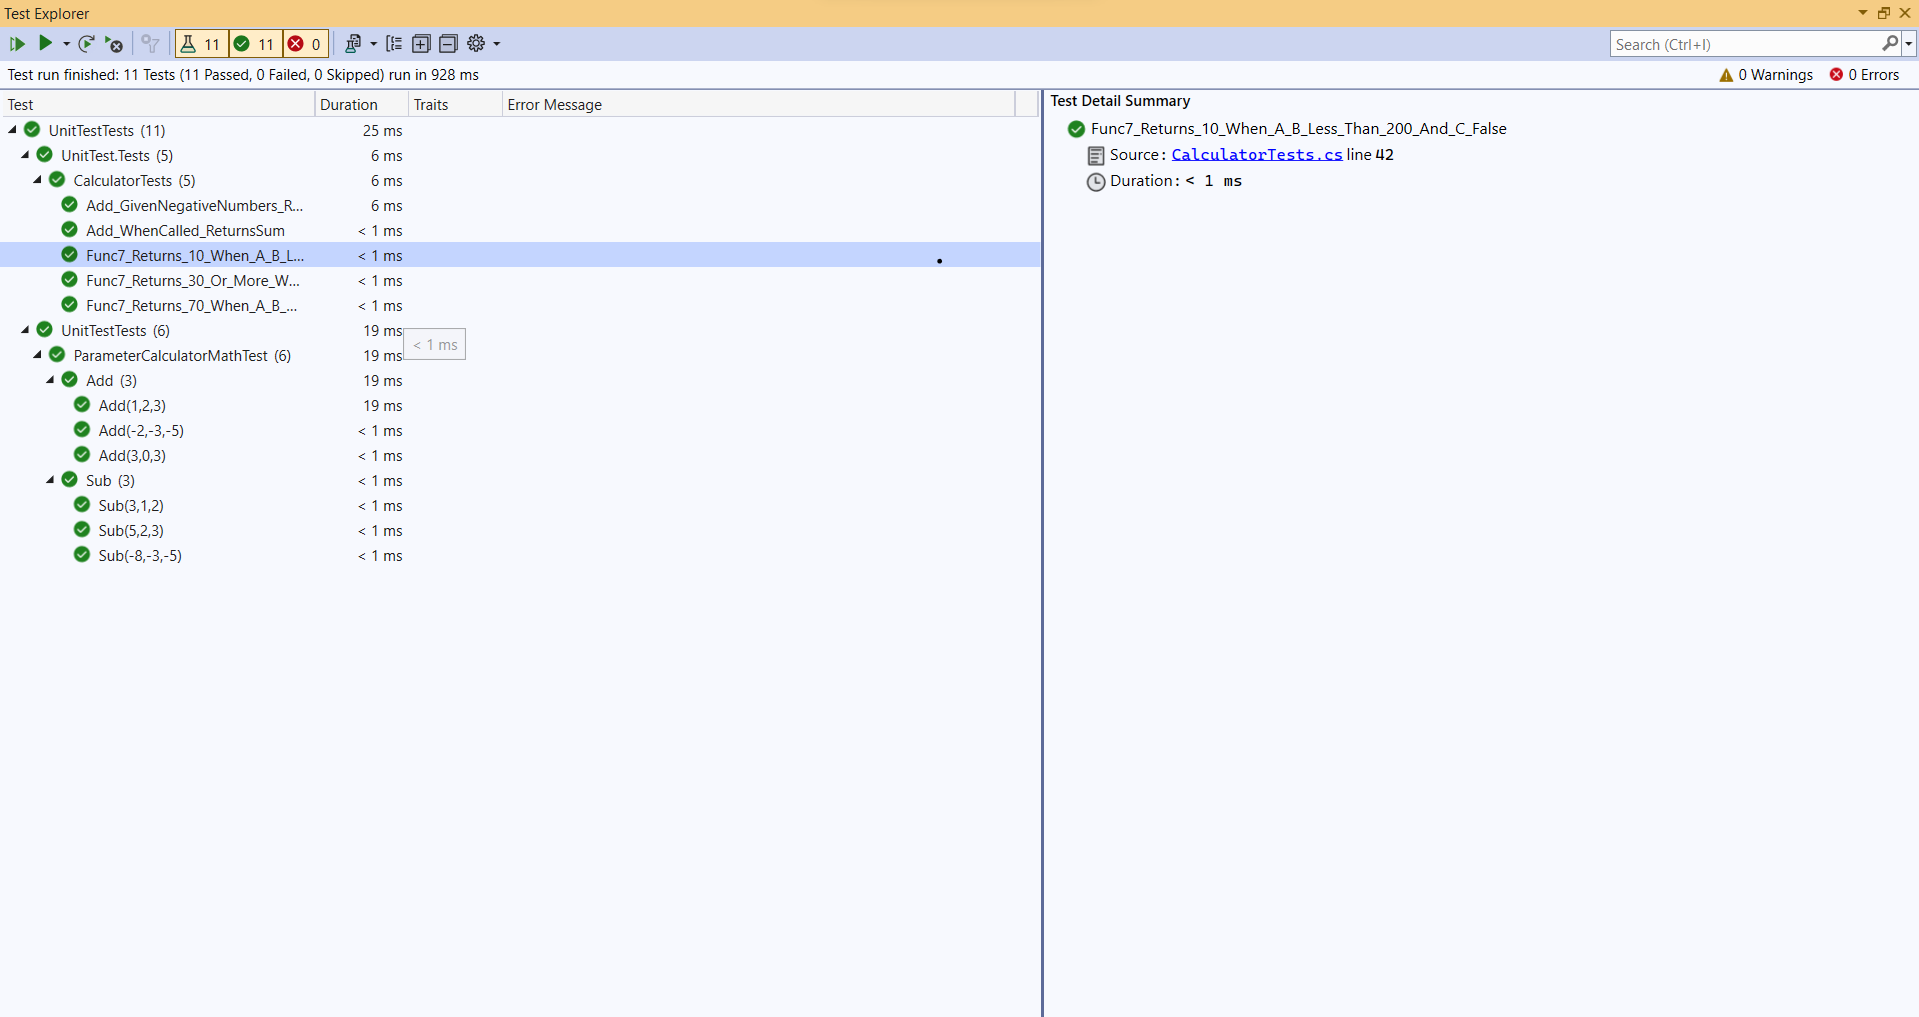 Test Explorer
11 11 0
Search (Ctrl+I)
Test run finished: 11 Tests (11 Passed, 0 Failed, 0 Skipped) run in 928 ms
0 Warnings 0 Errors
Test Duration Traits Error Message
UnitTestTests (11) 25 ms
UnitTest.Tests (5) 6 ms
CalculatorTests (5) 6 ms
Add_GivenNegativeNumbers_R... 6 ms
Add_WhenCalled_ReturnsSum < 1 ms
Func7_Returns_10_When_A_B_L... < 1 ms
Func7_Returns_30_Or_More_W... < 1 ms
Func7_Returns_70_When_A_B_... < 1 ms
UnitTestTests (6) 19 ms
< 1 ms
ParameterCalculatorMathTest (6) 19 ms
Add (3) 19 ms
Add(1,2,3) 19 ms
Add(-2,-3,-5) < 1 ms
Add(3,0,3) < 1 ms
Sub (3) < 1 ms
Sub(3,1,2) < 1 ms
Sub(5,2,3) < 1 ms
Sub(-8,-3,-5) < 1 ms
Test Detail Summary
Func7_Returns_10_When_A_B_Less_Than_200_And_C_False
Source: CalculatorTests.cs line 42
Duration: < 1 ms